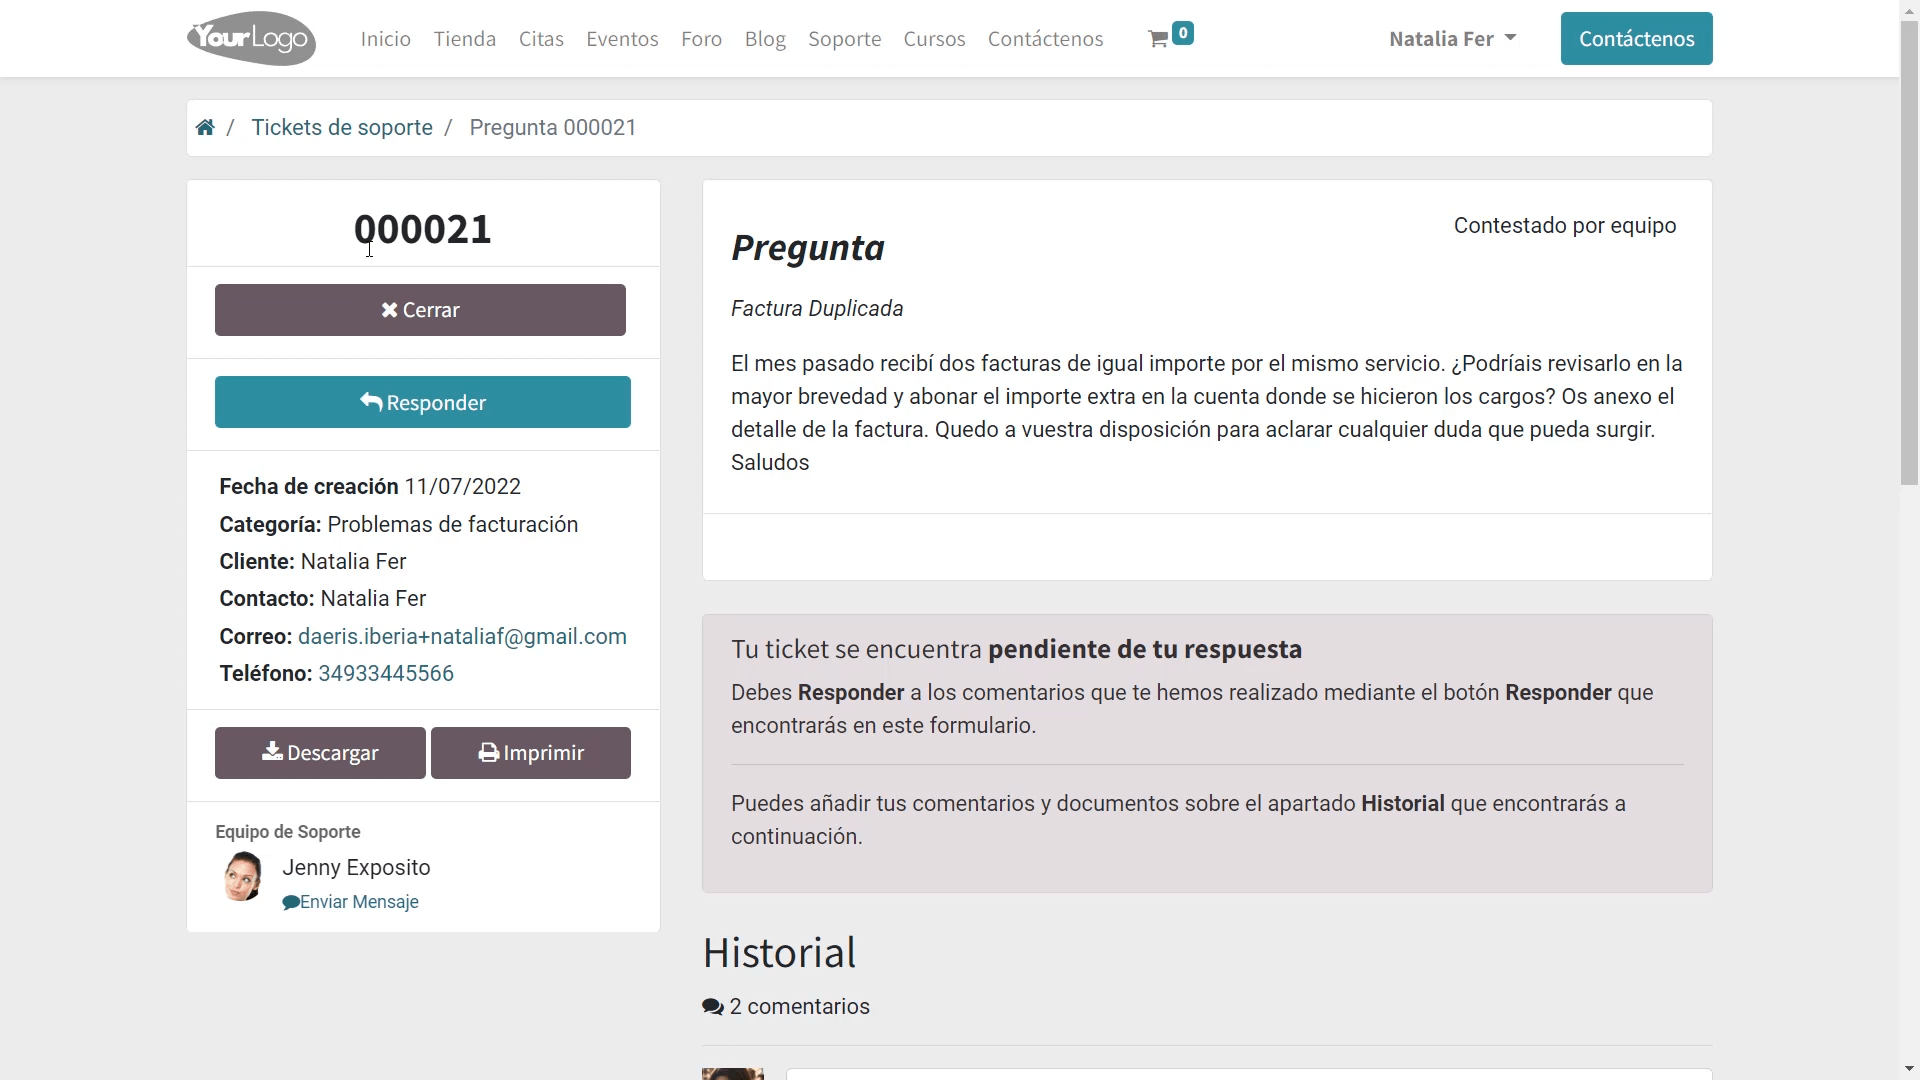 YourLogo
Inicio Tienda Citas Eventos Foro Blog Soporte Cursos Contáctenos 0 Natalia Fer Contáctenos
/ Tickets de soporte / Pregunta 000021
000021
Cerrar
Responder
Fecha de creación 11/07/2022
Categoría: Problemas de facturación
Cliente: Natalia Fer
Contacto: Natalia Fer
Correo: daeris.iberia+nataliaf@gmail.com
Teléfono: 34933445566
Descargar Imprimir
Equipo de Soporte
Jenny Exposito
Enviar Mensaje
Contestado por equipo
Pregunta
Factura Duplicada
El mes pasado recibí dos facturas de igual importe por el mismo servicio. ¿Podríais revisarlo en la
mayor brevedad y abonar el importe extra en la cuenta donde se hicieron los cargos? Os anexo el
detalle de la factura. Quedo a vuestra disposición para aclarar cualquier duda que pueda surgir.
Saludos
Tu ticket se encuentra pendiente de tu respuesta
Debes Responder a los comentarios que te hemos realizado mediante el botón Responder que
encontrarás en este formulario.
Puedes añadir tus comentarios y documentos sobre el apartado Historial que encontrarás a
continuación.
Historial
2 comentarios